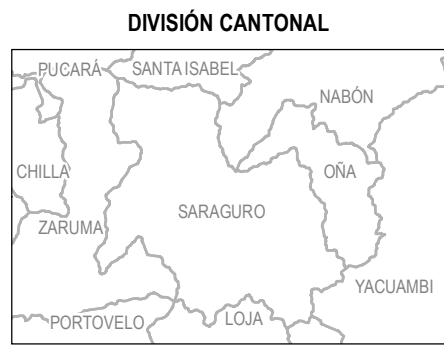 DIVISIÓN CANTONAL
PUCARÁ
SANTA ISABEL
NABÓN
CHILLA
OÑA
SARAGURO
ZARUMA
YACUAMBI
PORTOVELO
LOJA